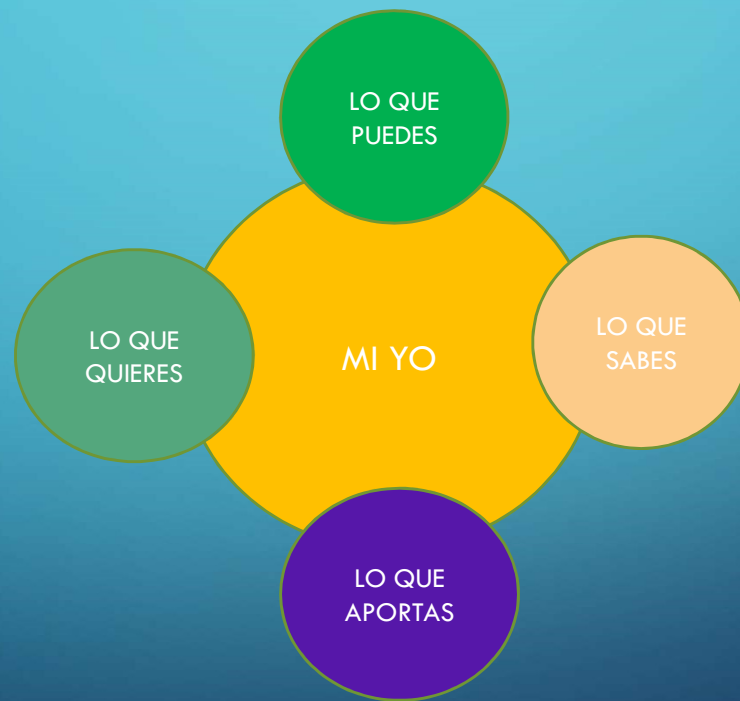 LO QUE
PUEDES
LO QUE
QUIERES
MI YO
LO QUE
SABES
LO QUE
APORTAS